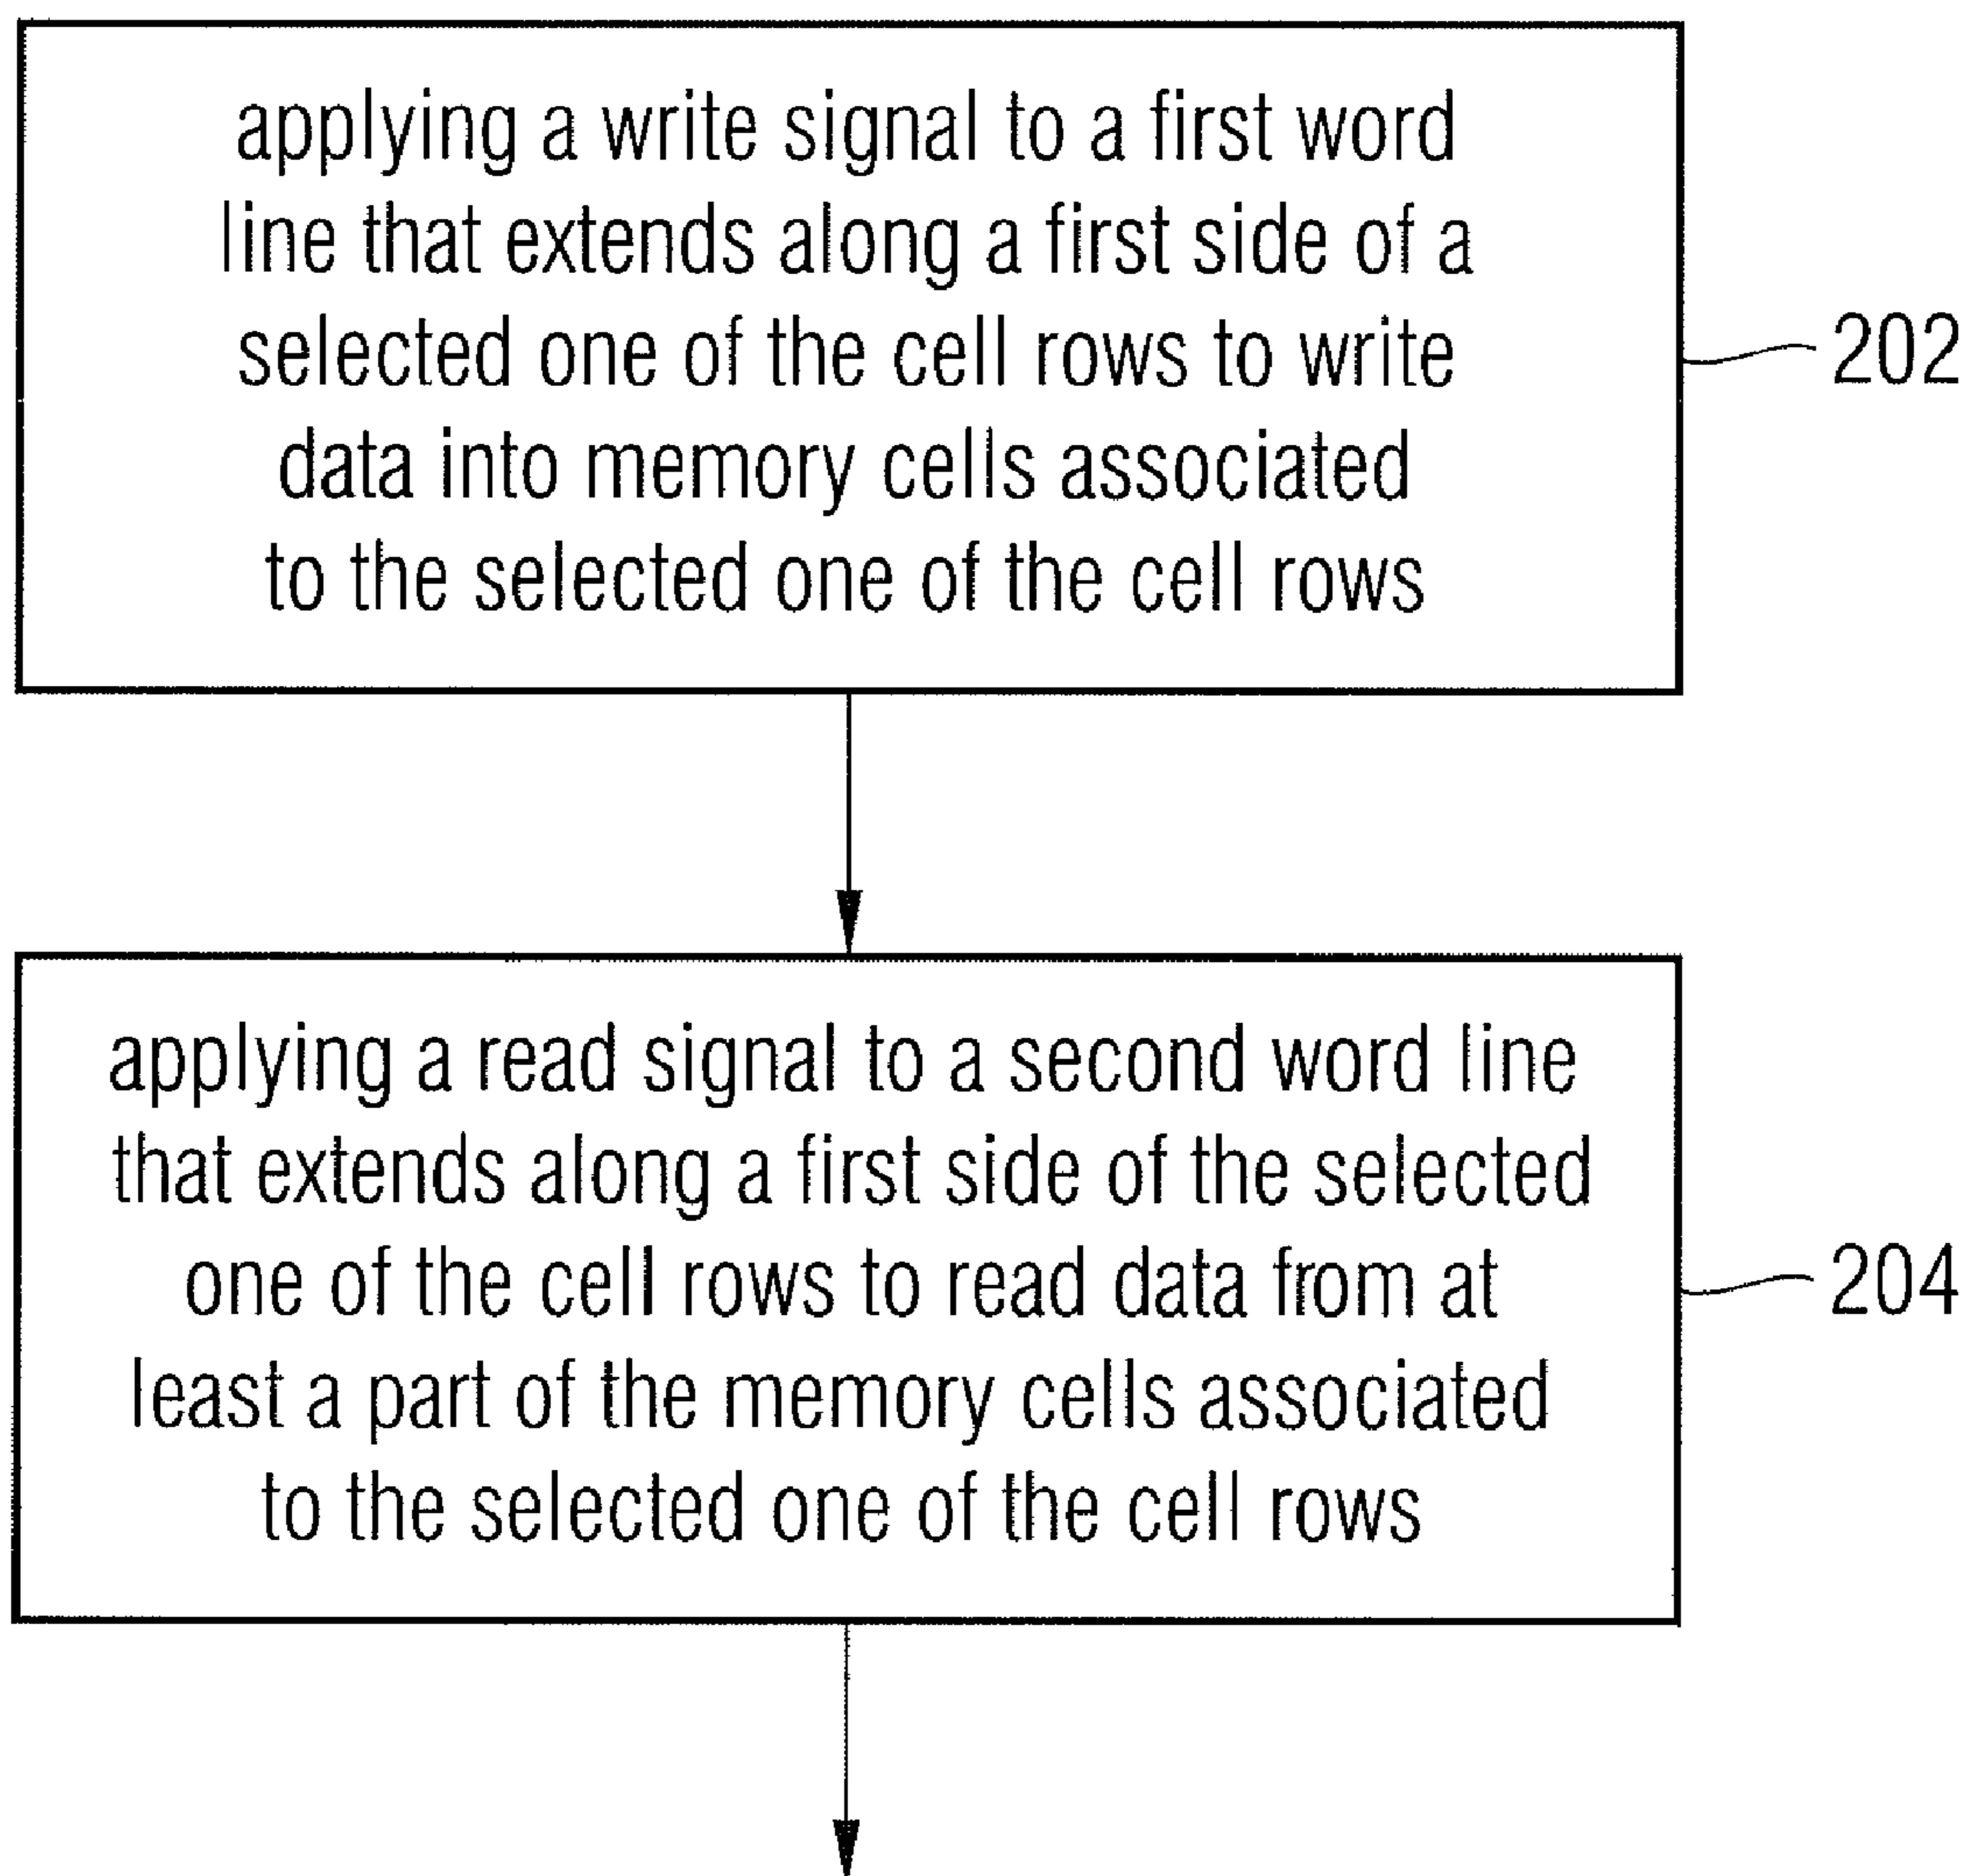 applying a write signal to a first word
line that extends along a first side of a
selected one of the cell rows to write
data into memory cells associated
to the selected one of the cell rows
202
applying a read signal to a second word line
that extends along a first side of the selected
one of the cell rows to read data from at
least a part of the memory cells associated
to the selected one of the cell rows
204